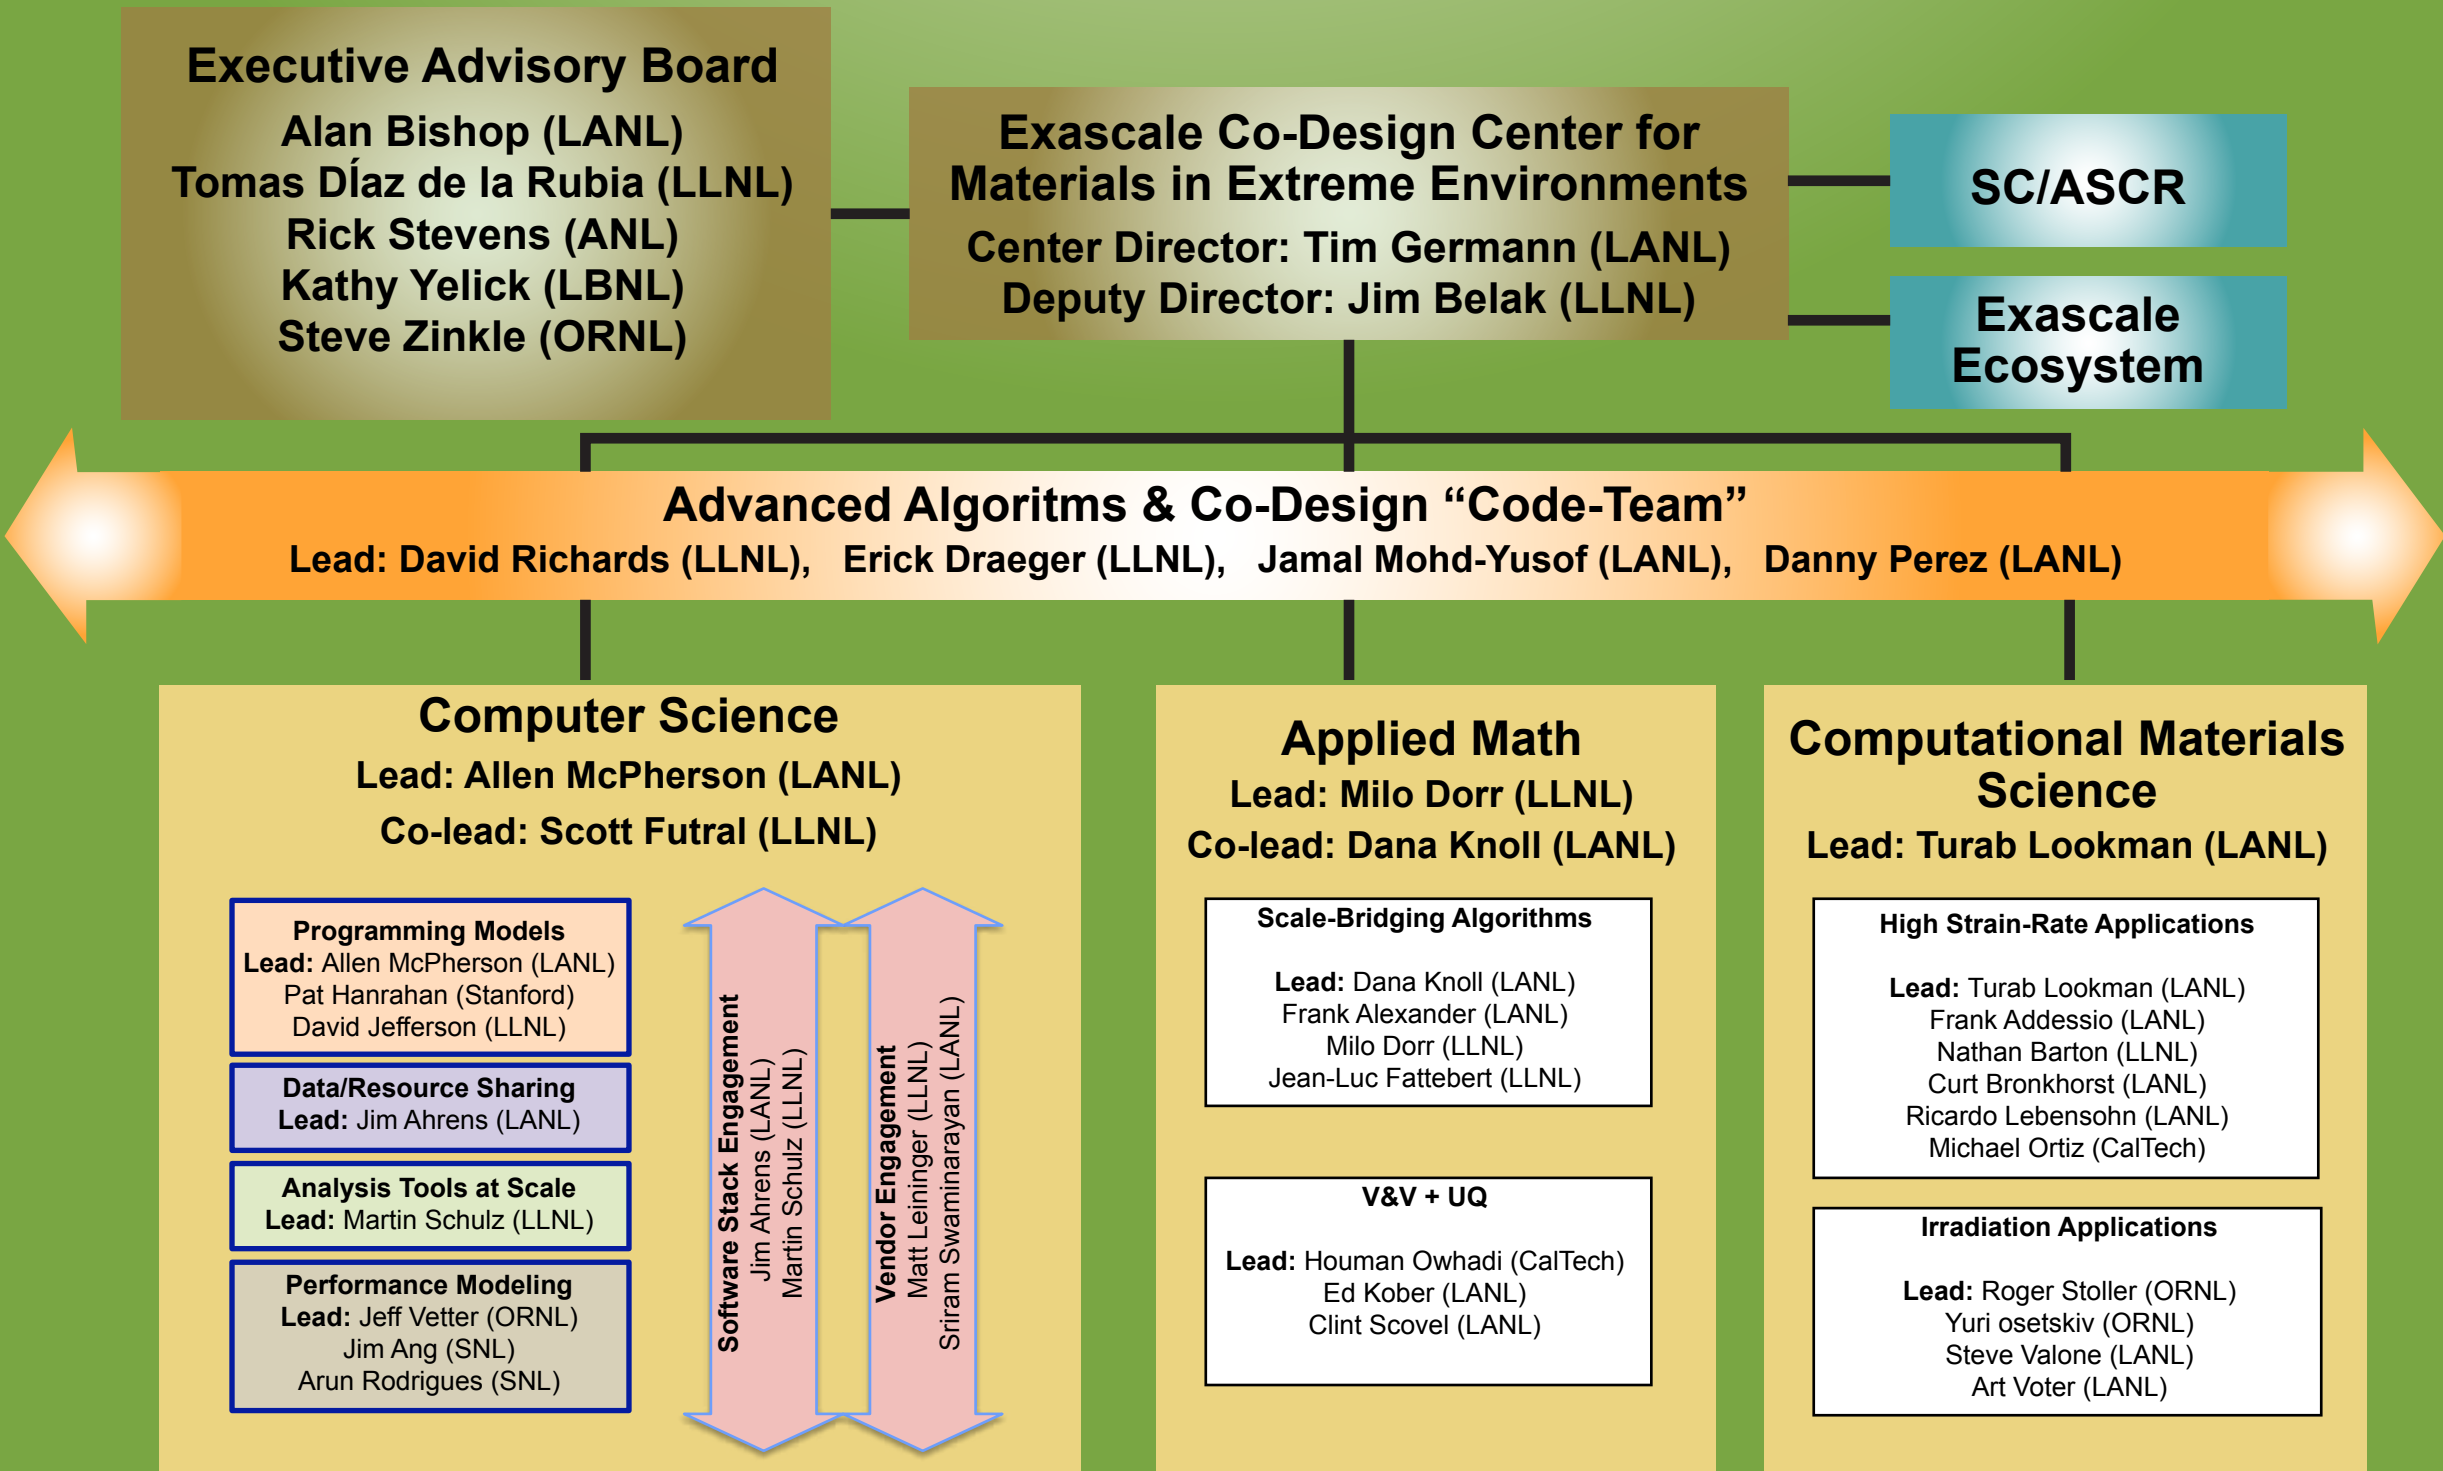 Executive Advisory Board
Alan Bishop (LANL)
Tomas DÍaz de la Rubia (LLNL)
Rick Stevens (ANL)
Kathy Yelick (LBNL)
Steve Zinkle (ORNL)
Exascale Co-Design Center for
Materials in Extreme Environments
Center Director: Tim Germann (LANL)
Deputy Director: Jim Belak (LLNL)
SC/ASCR
Exascale
Ecosystem
Advanced Algoritms & Co-Design “Code-Team”
Lead: David Richards (LLNL), Erick Draeger (LLNL), Jamal Mohd-Yusof (LANL), Danny Perez (LANL)
Computer Science
Lead: Allen McPherson (LANL)
Co-lead: Scott Futral (LLNL)
Programming Models
Lead: Allen McPherson (LANL)
Pat Hanrahan (Stanford)
David Jefferson (LLNL)
Data/Resource Sharing
Lead: Jim Ahrens (LANL)
Analysis Tools at Scale
Lead: Martin Schulz (LLNL)
Performance Modeling
Lead: Jeff Vetter (ORNL)
Jim Ang (SNL)
Arun Rodrigues (SNL)
Software Stack Engagement
Jim Ahrens (LANL)
Martin Schulz (LLNL)
Vendor Engagement
Matt Leininger (LLNL)
Sriram Swaminarayan (LANL)
Applied Math
Lead: Milo Dorr (LLNL)
Co-lead: Dana Knoll (LANL)
Scale-Bridging Algorithms
Lead: Dana Knoll (LANL)
Frank Alexander (LANL)
Milo Dorr (LLNL)
Jean-Luc Fattebert (LLNL)
V&V + UQ
Lead: Houman Owhadi (CalTech)
Ed Kober (LANL)
Clint Scovel (LANL)
Computational Materials
Science
Lead: Turab Lookman (LANL)
High Strain-Rate Applications
Lead: Turab Lookman (LANL)
Frank Addessio (LANL)
Nathan Barton (LLNL)
Curt Bronkhorst (LANL)
Ricardo Lebensohn (LANL)
Michael Ortiz (CalTech)
Irradiation Applications
Lead: Roger Stoller (ORNL)
Yuri osetskiv (ORNL)
Steve Valone (LANL)
Art Voter (LANL)